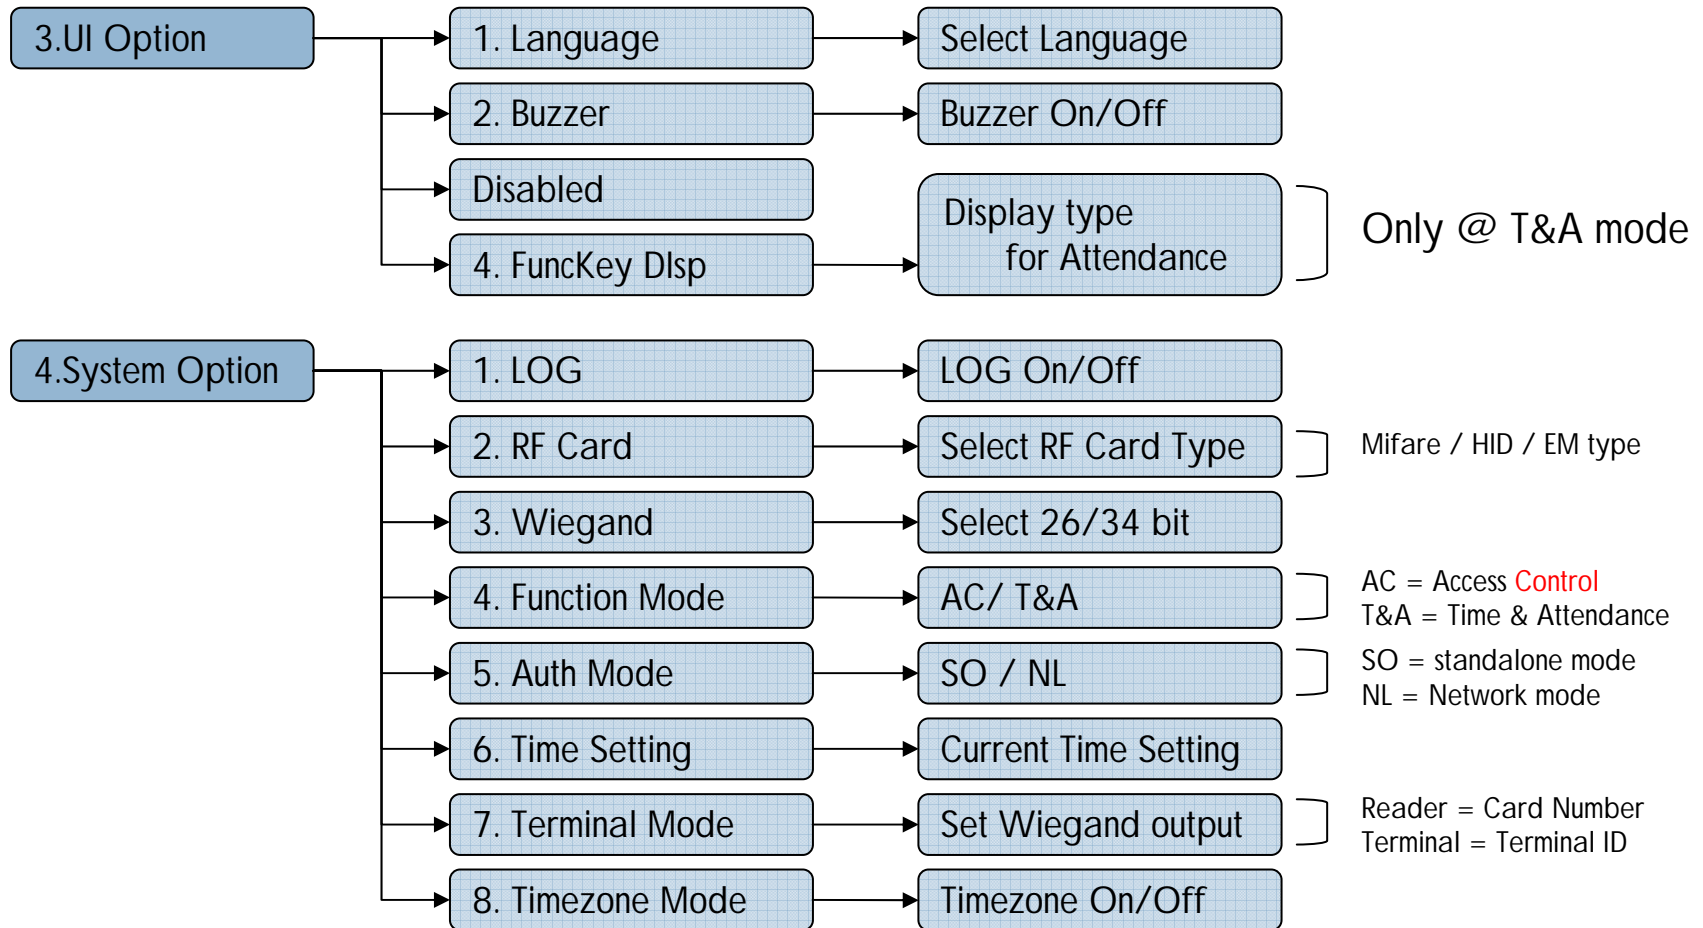 3.UI Option
1. Language
Select Language
2. Buzzer
Buzzer On/Off
Disabled
4. FuncKey DIsp
Display type
for Attendance
Only @ T&A mode
4.System Option
1. LOG
LOG On/Off
2. RF Card
Select RF Card Type
Mifare / HID / EM type
3. Wiegand
Select 26/34 bit
4. Function Mode
AC/ T&A
AC = Access Control
T&A = Time & Attendance
5. Auth Mode
SO / NL
SO = standalone mode
NL = Network mode
6. Time Setting
Current Time Setting
7. Terminal Mode
Set Wiegand output
Reader = Card Number
Terminal = Terminal ID
8. Timezone Mode
Timezone On/Off